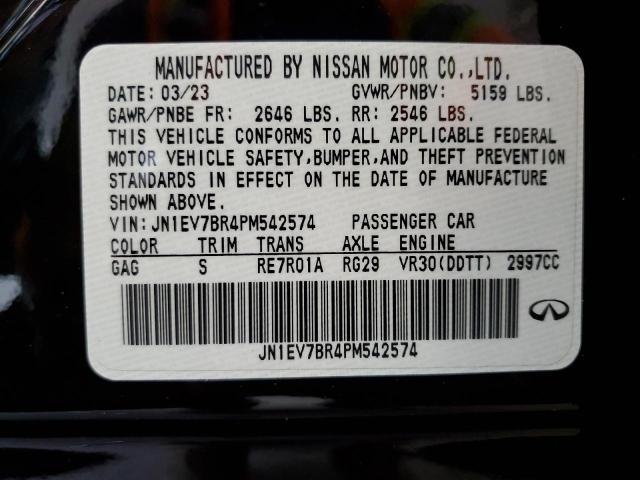 MANUFACTURED BY NISSAN MOTOR CO.,LTD.
DATE: 03/23 GVWR/PNBV: 5159 LBS.
GAWR/PNBE FR: 2646 LBS. RR: 2546 LBS.
THIS VEHICLE CONFORMS TO ALL APPLICABLE FEDERAL
MOTOR VEHICLE SAFETY,BUMPER,AND THEFT PREVENTION
STANDARDS IN EFFECT ON THE DATE OF MANUFACTURE
SHOWN ABOVE.
VIN:JN1EV7BR4PM542574 PASSENGER CAR
COLOR TRIM TRANS AXLE ENGINE
GAG S RE7R01A RG29 VR30(DDTT) 2997CC
JN1EV7BR4PM542574